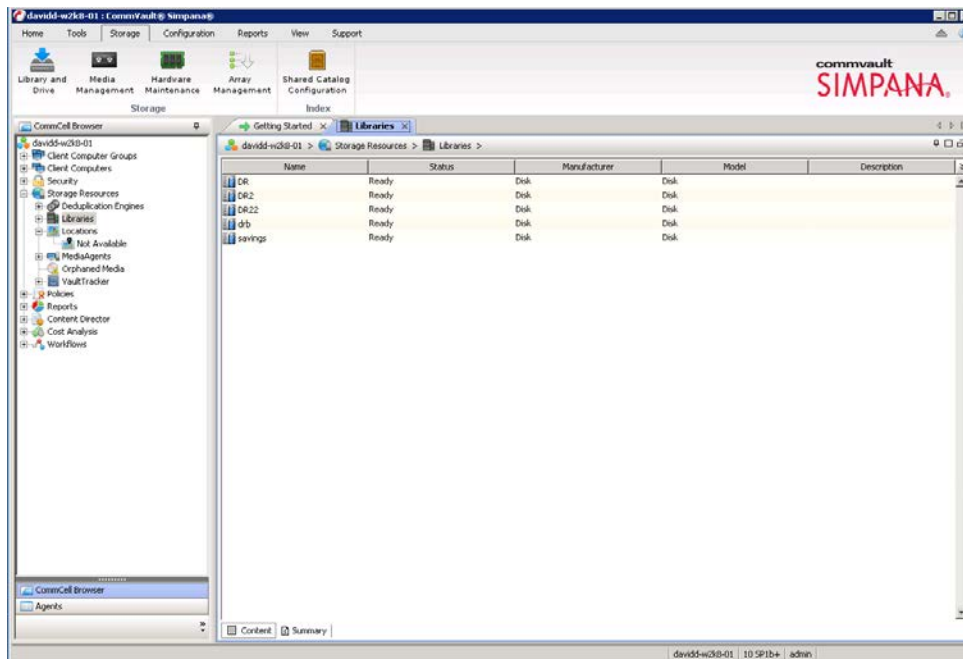 davidd-w2k8-01 : CommVault® Simpana®
Home Tools Storage Configuration Reports View Support
Library and Drive
Media Management
Hardware Maintenance
Array Management
Shared Catalog Configuration
Storage
Index
commvault
SIMPANA.
CommCell Browser
davidd-w2k8-01
Client Computer Groups
Client Computers
Security
Storage Resources
Deduplication Engines
Libraries
Locations
Not Available
MediaAgents
Orphaned Media
VaultTracker
Policies
Reports
Content Director
Cost Analysis
Workflows
CommCell Browser
Agents
Getting Started Libraries
davidd-w2k8-01 > Storage Resources > Libraries >
Name Status Manufacturer Model Description
DR Ready Disk Disk
DR2 Ready Disk Disk
DR22 Ready Disk Disk
drb Ready Disk Disk
savings Ready Disk Disk
Content Summary
davidd-w2k8-01 10 SP1b+ admin